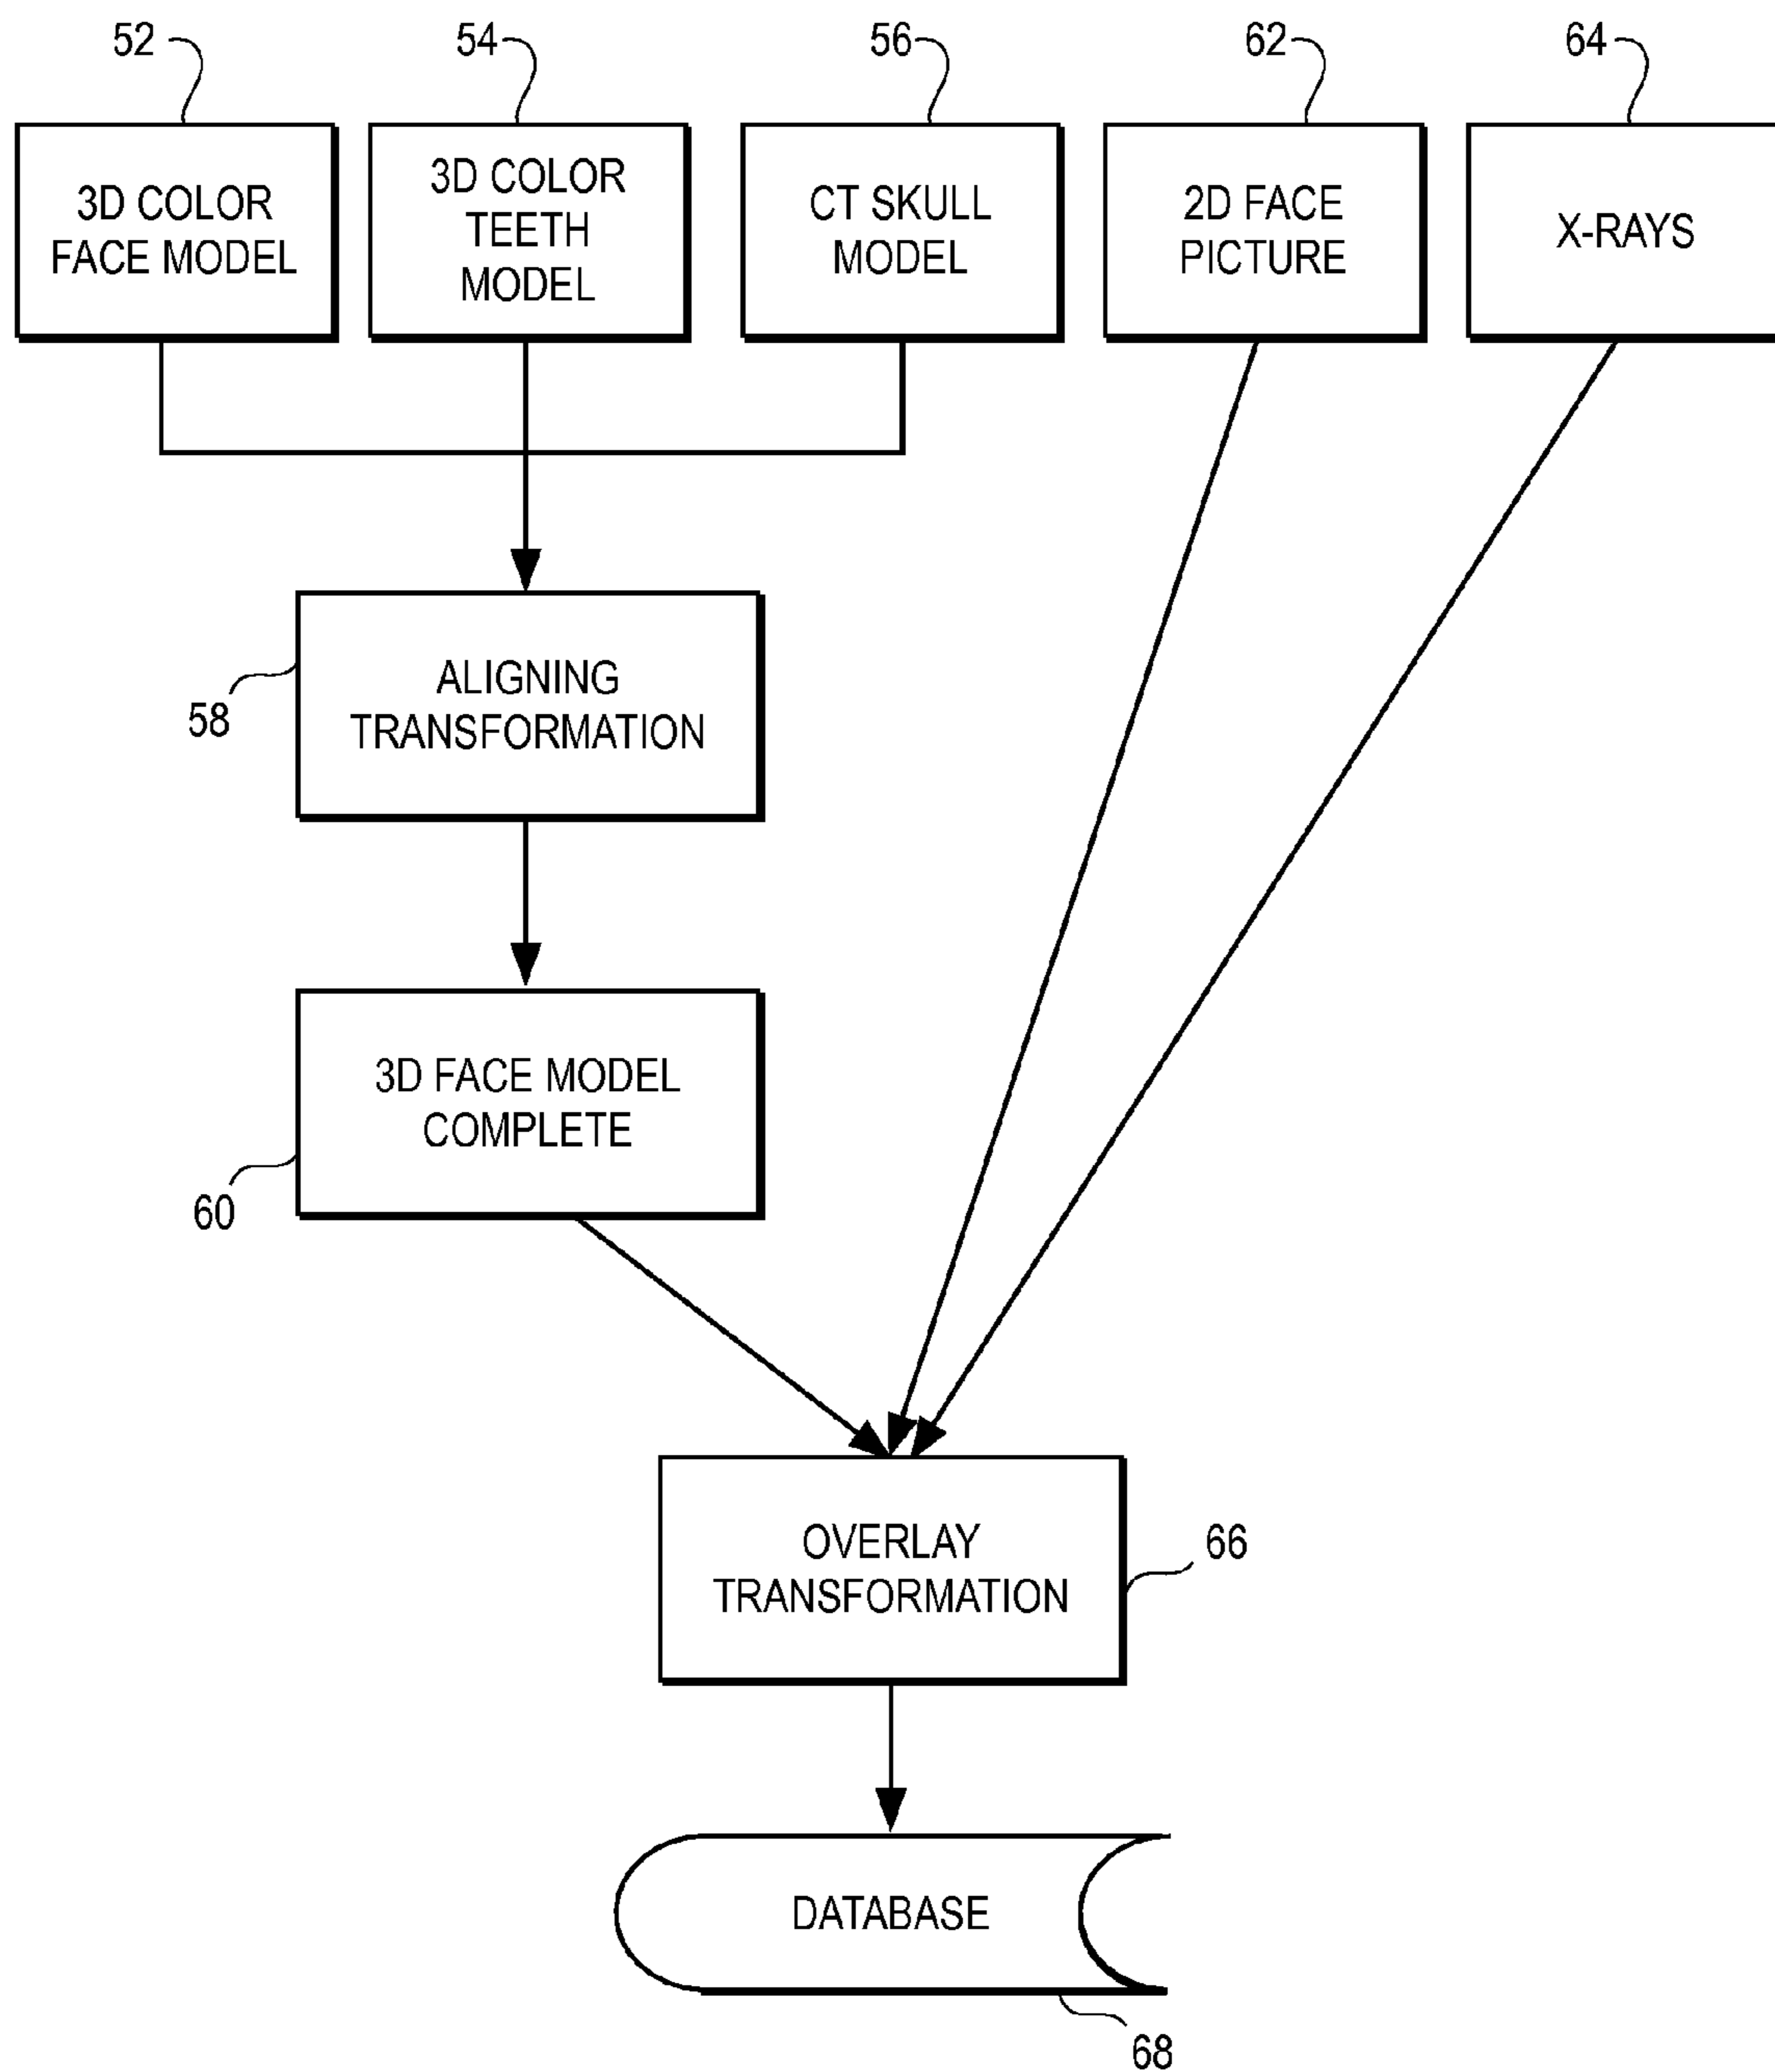 52
54
56
62
64
3D COLOR
FACE MODEL
3D COLOR
TEETH
MODEL
CT SKULL
MODEL
2D FACE
PICTURE
X-RAYS
ALIGNING
TRANSFORMATION
58
3D FACE MODEL
COMPLETE
60
OVERLAY
TRANSFORMATION
66
DATABASE
68